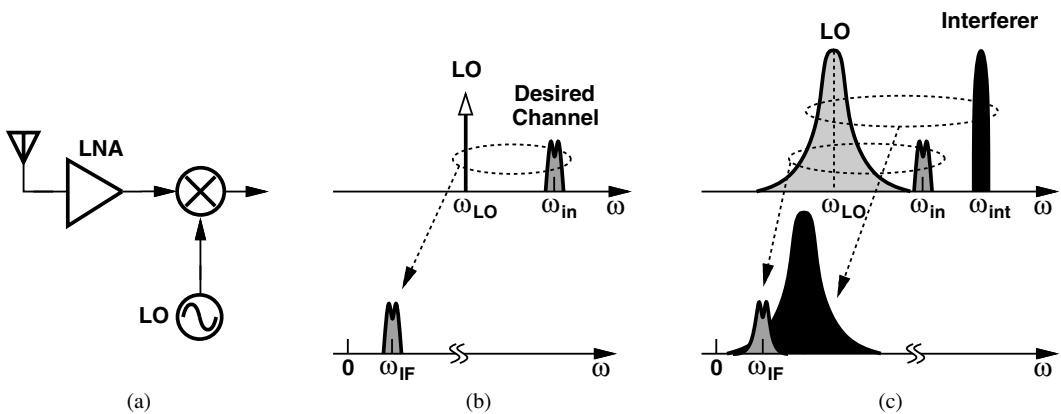 LNA
LO
(a)
LO
Desired
Channel
ω_LO
ω_in
ω
0
ω_IF
ω
(b)
LO
Interferer
ω_LO
ω_in
ω_int
ω
0
ω_IF
ω
(c)